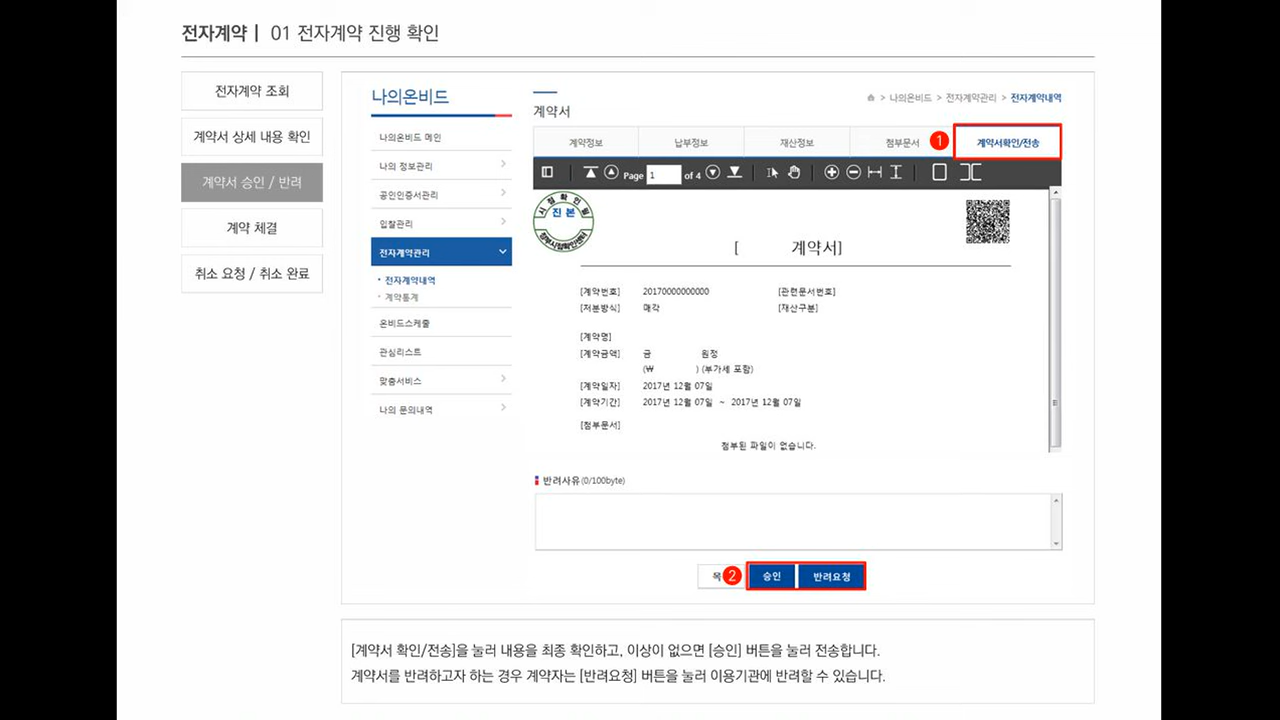 전자계약 | 01 전자계약 진행 확인
전자계약 조회
계약서 상세 내용 확인
계약서 승인 / 반려
계약 체결
취소 요청 / 취소 완료
나의온비드
나의온비드 메인
나의 정보관리
공인인증서관리
입찰관리
전자계약관리
전자계약내역
계약통계
온비드스케줄
관심리스트
맞춤서비스
나의 문의내역
> 나의온비드 > 전자계약관리 > 전자계약내역
계약서
계약정보 납부정보 재산정보 첨부문서 1 계약서확인/전송
Page 1 of 4
시점확인필
진본
정부시점확인센터
[ 계약서]
[계약번호] 20170000000000 [관련문서번호]
[처분방식] 매각 [재산구분]
[계약명]
[계약금액] 금 원정
(₩ ) (부가세 포함)
[계약일자] 2017년 12월 07일
[계약기간] 2017년 12월 07일 ~ 2017년 12월 07일
[첨부문서]
첨부된 파일이 없습니다.
반려사유(0/100byte)
목 2 승인 반려요청
[계약서 확인/전송]을 눌러 내용을 최종 확인하고, 이상이 없으면 [승인] 버튼을 눌러 전송합니다.
계약서를 반려하고자 하는 경우 계약자는 [반려요청] 버튼을 눌러 이용기관에 반려할 수 있습니다.